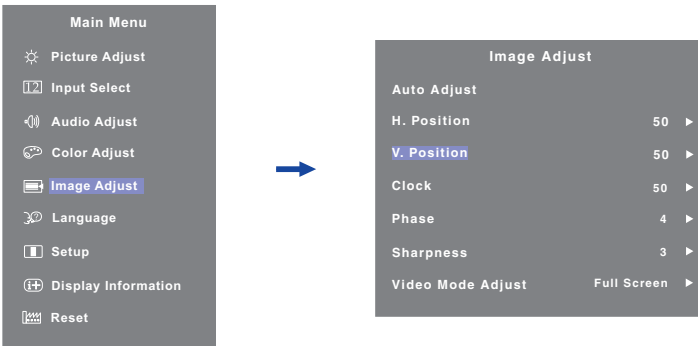 Main Menu
Picture Adjust
12 Input Select
Audio Adjust
Color Adjust
Image Adjust
Language
Setup
Display Information
Reset
Image Adjust
Auto Adjust
H. Position 50
V. Position 50
Clock 50
Phase 4
Sharpness 3
Video Mode Adjust Full Screen